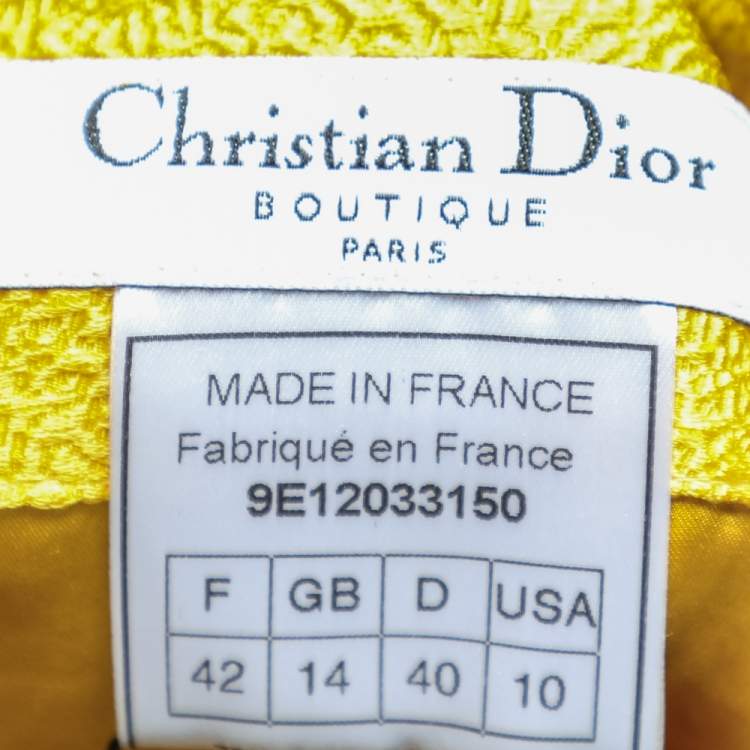 Christian Dior
BOUTIQUE
PARIS
MADE IN FRANCE
Fabriqué en France
9E12033150
F GB D USA
42 14 40 10